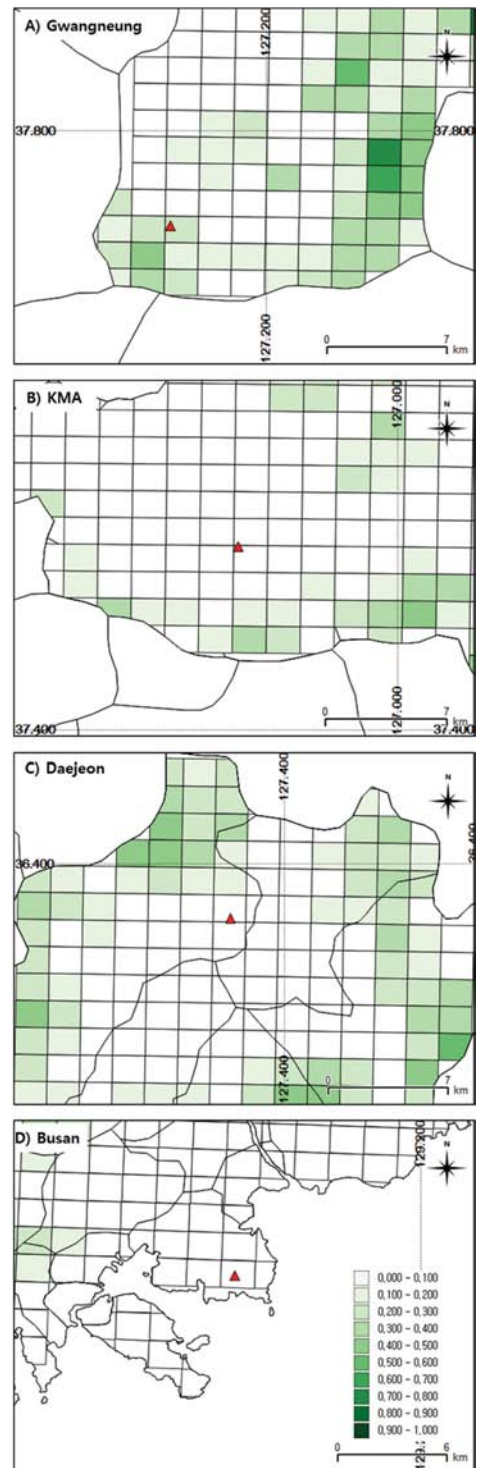 A) Gwangneung
127.200
N
37.800
37.800
127.200
0 7
km
B) KMA
127.000
N
0 7
km
127.000
37.400
37.400
C) Daejeon
127.400
N
36.400
36.400
127.400
0 7
km
D) Busan
129.200
N
0,000 - 0,100
0,100 - 0,200
0,200 - 0,300
0,300 - 0,400
0,400 - 0,500
0,500 - 0,600
0,600 - 0,700
0,700 - 0,800
0,800 - 0,900
0,900 - 1,000
0 6
km